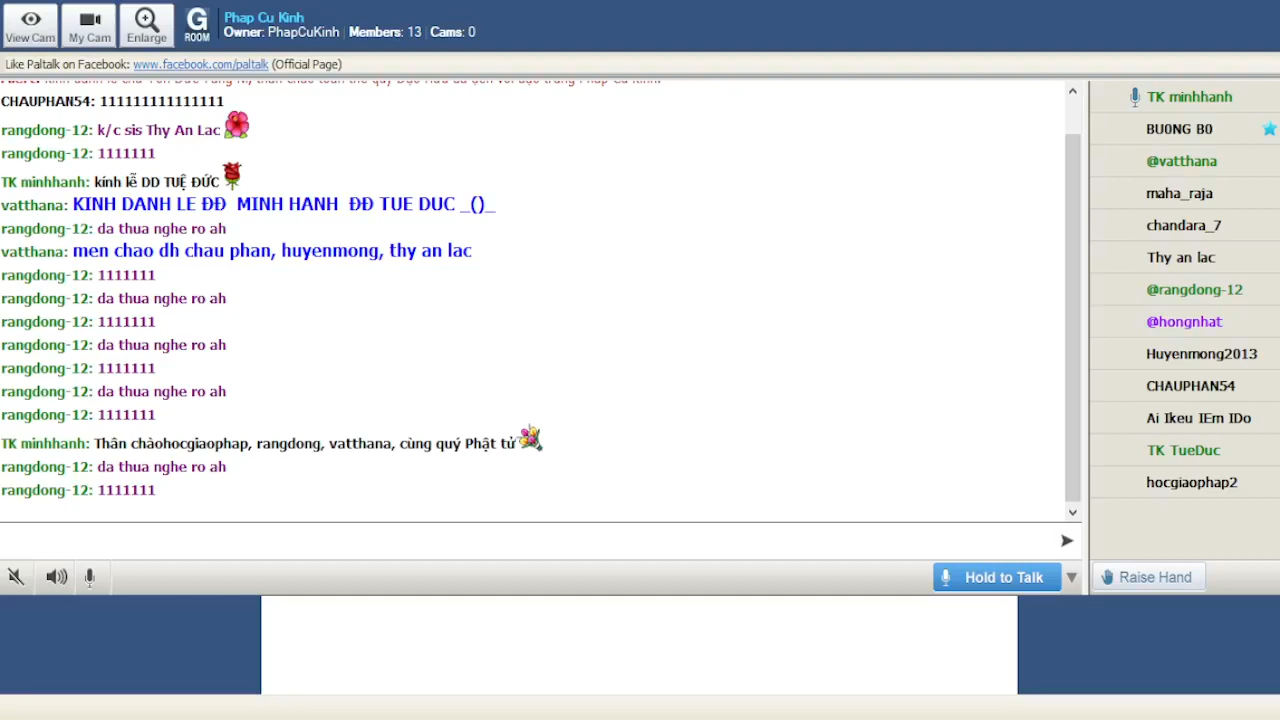 View Cam
My Cam
Enlarge
G
ROOM
Phap Cu Kinh
Owner: PhapCuKinh | Members: 13 | Cams: 0
Like Paltalk on Facebook: www.facebook.com/paltalk (Official Page)
CHAUPHAN54: 111111111111111
rangdong-12: k/c sis Thy An Lac
rangdong-12: 1111111
TK minhhanh: kính lễ DD TUỆ ĐỨC
vatthana: KINH DANH LE ĐĐ MINH HANH ĐĐ TUE DUC _()_
rangdong-12: da thua nghe ro ah
vatthana: men chao dh chau phan, huyenmong, thy an lac
rangdong-12: 1111111
rangdong-12: da thua nghe ro ah
rangdong-12: 1111111
rangdong-12: da thua nghe ro ah
rangdong-12: 1111111
rangdong-12: da thua nghe ro ah
rangdong-12: 1111111
TK minhhanh: Thân chàohocgiaophap, rangdong, vatthana, cùng quý Phật tử
rangdong-12: da thua nghe ro ah
rangdong-12: 1111111
TK minhhanh
BU0NG B0
@vatthana
maha_raja
chandara_7
Thy an lac
@rangdong-12
@hongnhat
Huyenmong2013
CHAUPHAN54
Ai Ikeu IEm IDo
TK TueDuc
hocgiaophap2
Hold to Talk
Raise Hand